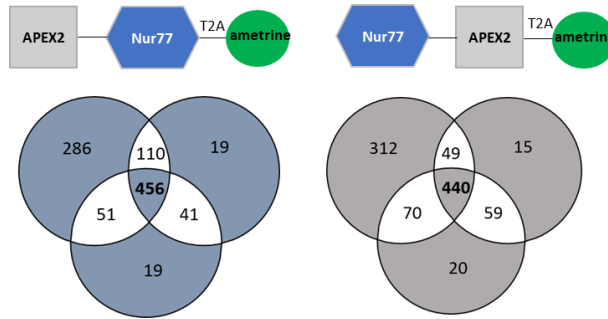 T2A
APEX2
Nur77
ametrine
T2A
Nur77
APEX2
ametrine
286
110
19
456
51
41
19
312
49
15
440
70
59
20